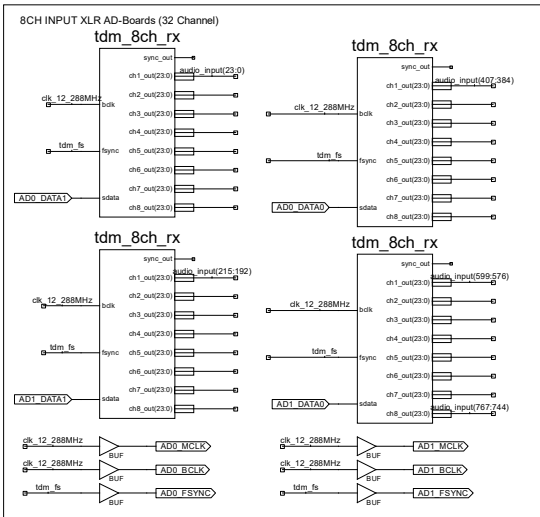 8CH INPUT XLR AD-Boards (32 Channel)
tdm_8ch_rx
sync_out
ch1_out(23:0)
audio_input(23:0)
clk_12_288MHz
bclk
ch2_out(23:0)
ch3_out(23:0)
ch4_out(23:0)
tdm_fs
fsync
ch5_out(23:0)
ch6_out(23:0)
ch7_out(23:0)
AD0_DATA1
sdata
ch8_out(23:0)
tdm_8ch_rx
sync_out
ch1_out(23:0)
audio_input(407:384)
clk_12_288MHz
bclk
ch2_out(23:0)
ch3_out(23:0)
ch4_out(23:0)
tdm_fs
fsync
ch5_out(23:0)
ch6_out(23:0)
ch7_out(23:0)
AD0_DATA0
sdata
ch8_out(23:0)
tdm_8ch_rx
sync_out
ch1_out(23:0)
audio_input(215:192)
clk_12_288MHz
bclk
ch2_out(23:0)
ch3_out(23:0)
ch4_out(23:0)
tdm_fs
fsync
ch5_out(23:0)
ch6_out(23:0)
ch7_out(23:0)
AD1_DATA1
sdata
ch8_out(23:0)
tdm_8ch_rx
sync_out
ch1_out(23:0)
audio_input(599:576)
clk_12_288MHz
bclk
ch2_out(23:0)
ch3_out(23:0)
ch4_out(23:0)
tdm_fs
fsync
ch5_out(23:0)
ch6_out(23:0)
ch7_out(23:0)
AD1_DATA0
sdata
ch8_out(23:0)
audio_input(767:744)
clk_12_288MHz
BUF
AD0_MCLK
clk_12_288MHz
BUF
AD0_BCLK
tdm_fs
BUF
AD0_FSYNC
clk_12_288MHz
BUF
AD1_MCLK
clk_12_288MHz
BUF
AD1_BCLK
tdm_fs
BUF
AD1_FSYNC